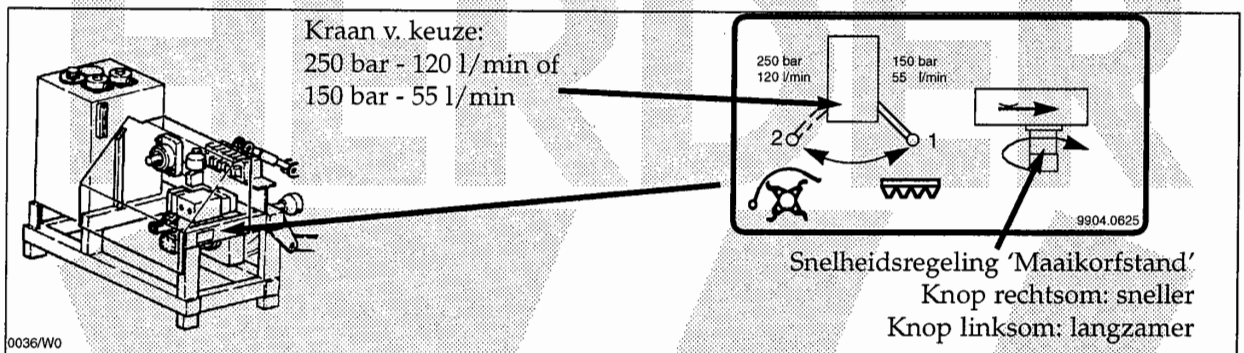 Kraan v. keuze:
250 bar - 120 l/min of
150 bar - 55 l/min
250 bar
120 l/min
150 bar
55 l/min
2
1
9904.0625
Snelheidsregeling 'Maaikorfstand'
Knop rechtsom: sneller
Knop linksom: langzamer
0036/W0